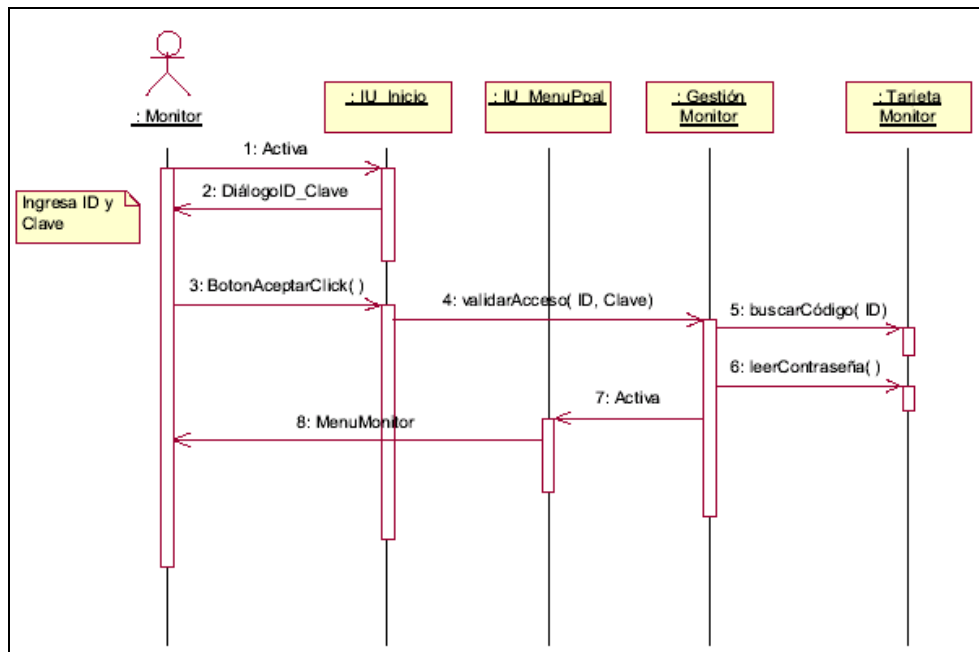 : Monitor
: IU_Inicio
: IU_MenuPpal
: Gestión
Monitor
: Tarjeta
Monitor
1: Activa
2: DiálogoID_Clave
Ingresa ID y
Clave
3: BotonAceptarClick( )
4: validarAcceso( ID, Clave)
5: buscarCódigo( ID)
6: leerContraseña( )
7: Activa
8: MenuMonitor